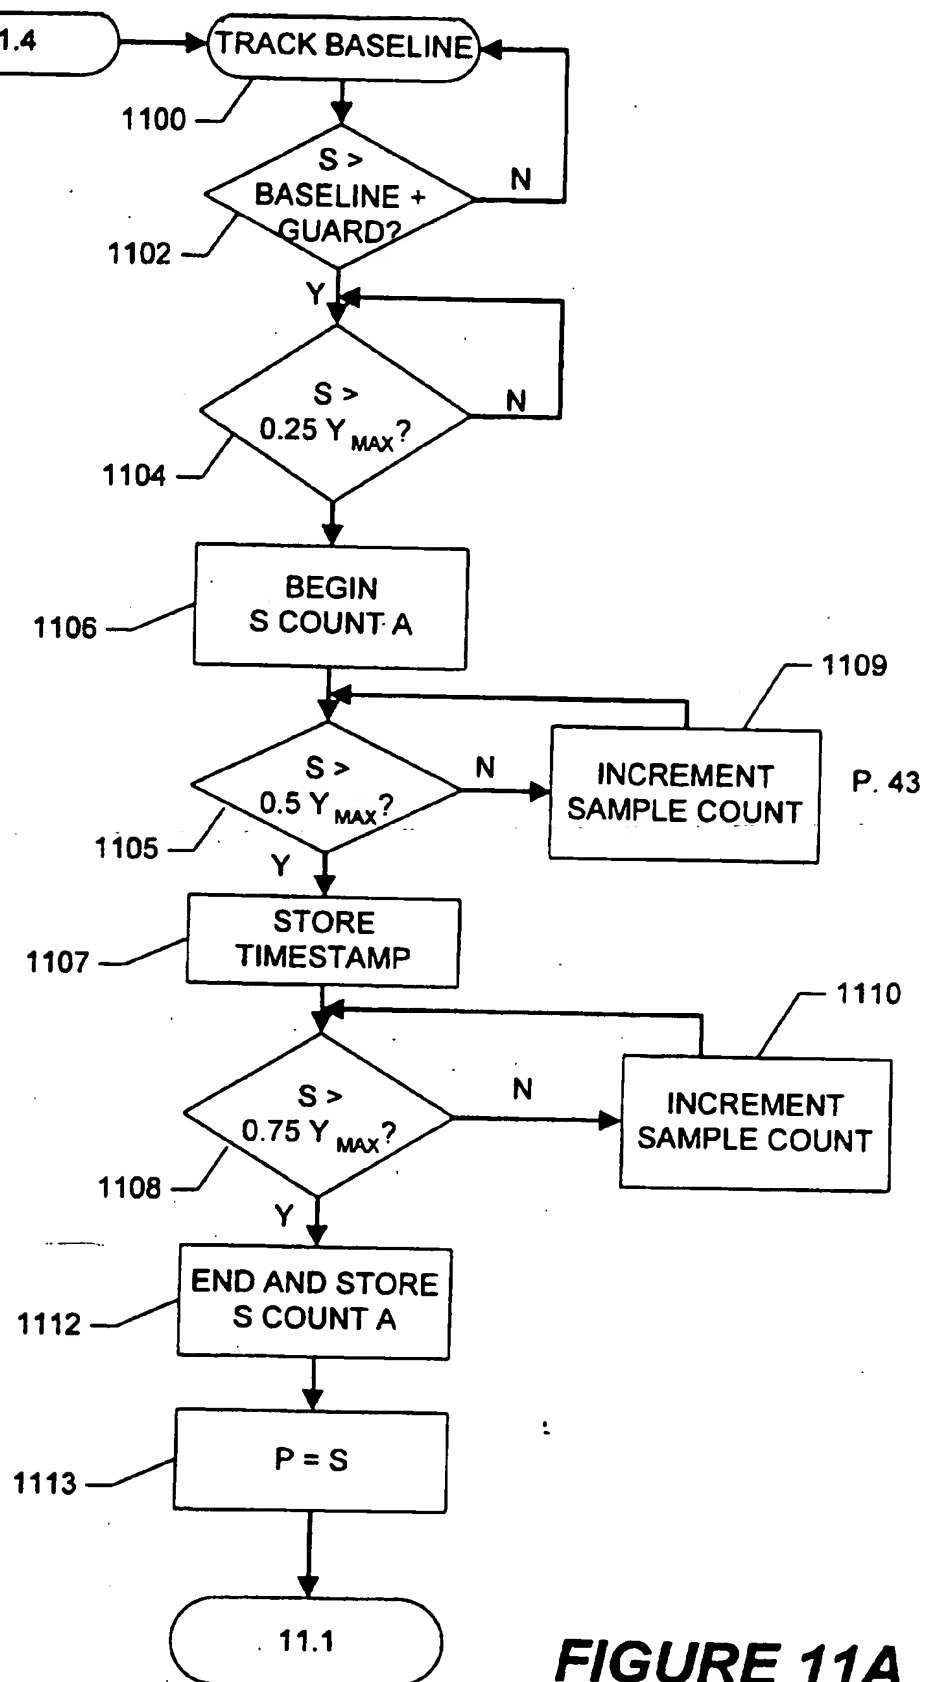 1.4
TRACK BASELINE
1100
S >
BASELINE +
GUARD?
N
1102
Y
S >
0.25 Y MAX?
N
1104
BEGIN
S COUNT A
1106
1109
S >
0.5 Y MAX?
N
INCREMENT
SAMPLE COUNT
P. 43
1105
Y
STORE
TIMESTAMP
1107
1110
S >
0.75 Y MAX?
N
INCREMENT
SAMPLE COUNT
1108
Y
END AND STORE
S COUNT A
1112
P = S
1113
11.1
FIGURE 11A